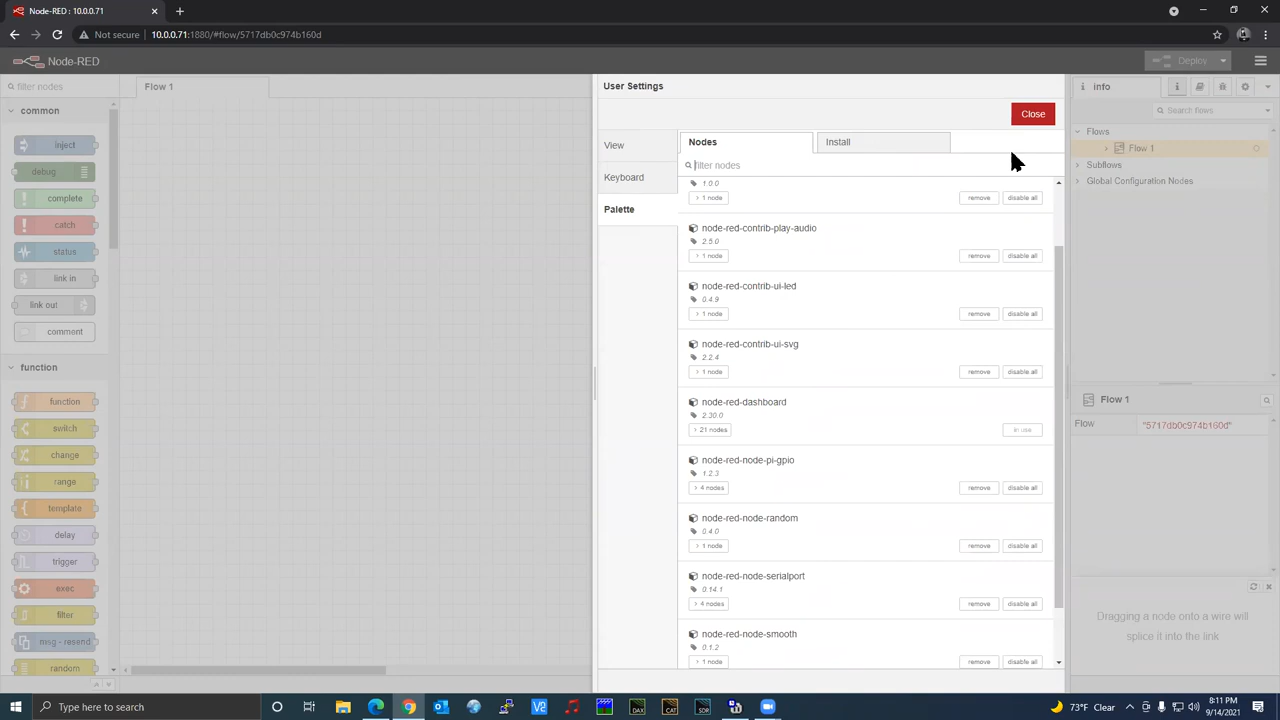 Node-RED : 10.0.0.71
Not secure
10.0.0.71:1880/#flow/5717db0c974b160d
Node-RED
Deploy
filter nodes
Flow 1
common
inject
debug
complete
catch
status
link in
link out
comment
function
function
switch
change
range
template
delay
trigger
exec
filter
msg - resend
random
User Settings
Close
View
Keyboard
Palette
Nodes
Install
filter nodes
1.0.0
> 1 node
remove
disable all
node-red-contrib-play-audio
2.5.0
> 1 node
remove
disable all
node-red-contrib-ui-led
0.4.9
> 1 node
remove
disable all
node-red-contrib-ui-svg
2.2.4
> 1 node
remove
disable all
node-red-dashboard
2.30.0
> 21 nodes
in use
node-red-node-pi-gpio
1.2.3
> 4 nodes
remove
disable all
node-red-node-random
0.4.0
> 1 node
remove
disable all
node-red-node-serialport
0.14.1
> 4 nodes
remove
disable all
node-red-node-smooth
0.1.2
> 1 node
remove
disable all
info
Search flows
Flows
Flow 1
Subflows
Global Configuration Nodes
Flow 1
Flow
"5717db0c974b160d"
Dragging a node onto a wire will
splice it into the link
Type here to search
DAX
CAT
SDR
73°F Clear
8:11 PM
9/14/2021